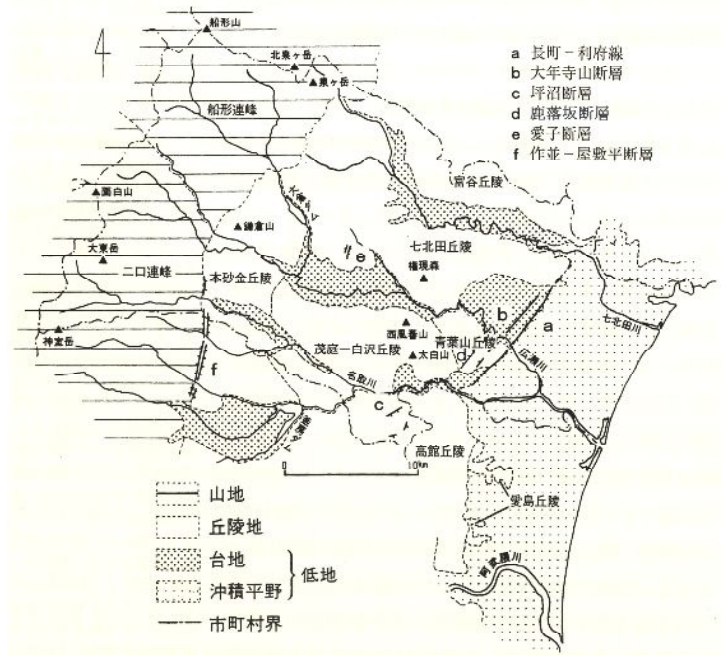 船形山
北泉ヶ岳
泉ヶ岳
船形連峰
a 長町－利府線
b 大年寺山断層
c 坪沼断層
d 鹿落坂断層
e 愛子断層
f 作並－屋敷平断層
富谷丘陵
面白山
大倉ダム
鎌倉山
大東岳
二口連峰
本砂金丘陵
e
七北田丘陵
権現森
七北田川
b
a
西風蕃山
青葉山丘陵
茂庭－白沢丘陵
太白山
d
広瀬川
神室岳
f
名取川
c
高館丘陵
0
10km
愛島丘陵
阿武隈川
山地
丘陵地
台地
沖積平野
低地
市町村界